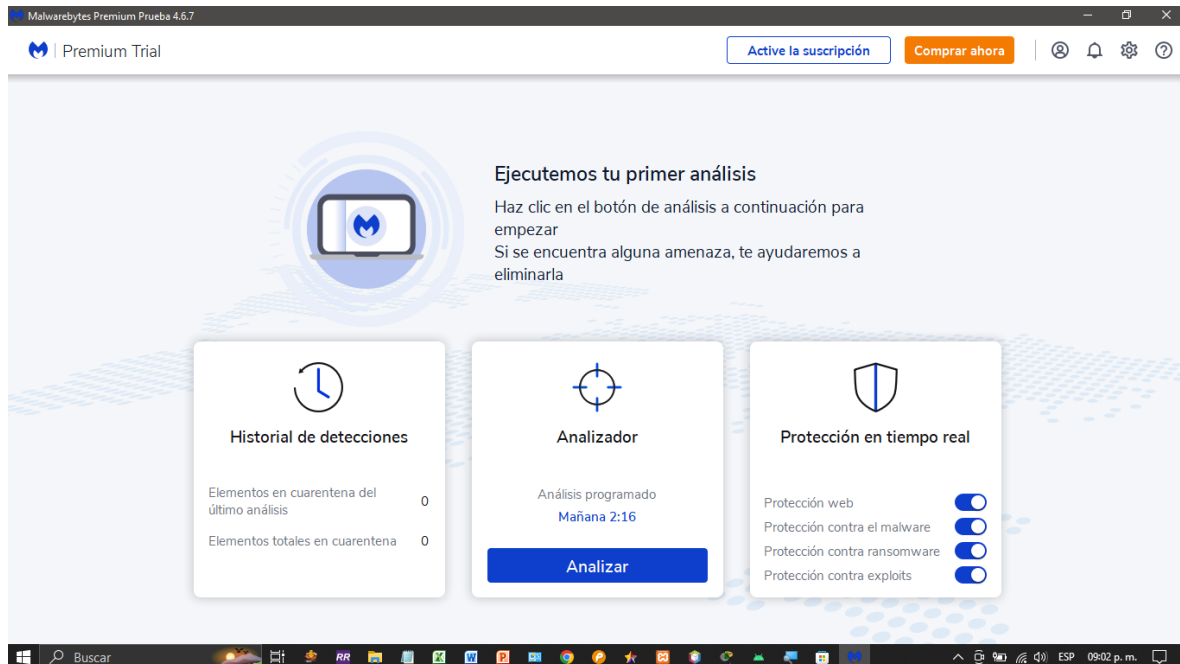 Malwarebytes Premium Prueba 4.6.7
Premium Trial
Active la suscripción
Comprar ahora
Ejecutemos tu primer análisis
Haz clic en el botón de análisis a continuación para
empezar
Si se encuentra alguna amenaza, te ayudaremos a
eliminarla
Historial de detecciones
Elementos en cuarentena del
último análisis
0
Elementos totales en cuarentena
0
Analizador
Análisis programado
Mañana 2:16
Analizar
Protección en tiempo real
Protección web
Protección contra el malware
Protección contra ransomware
Protección contra exploits
Buscar
RR
ESP
09:02 p. m.